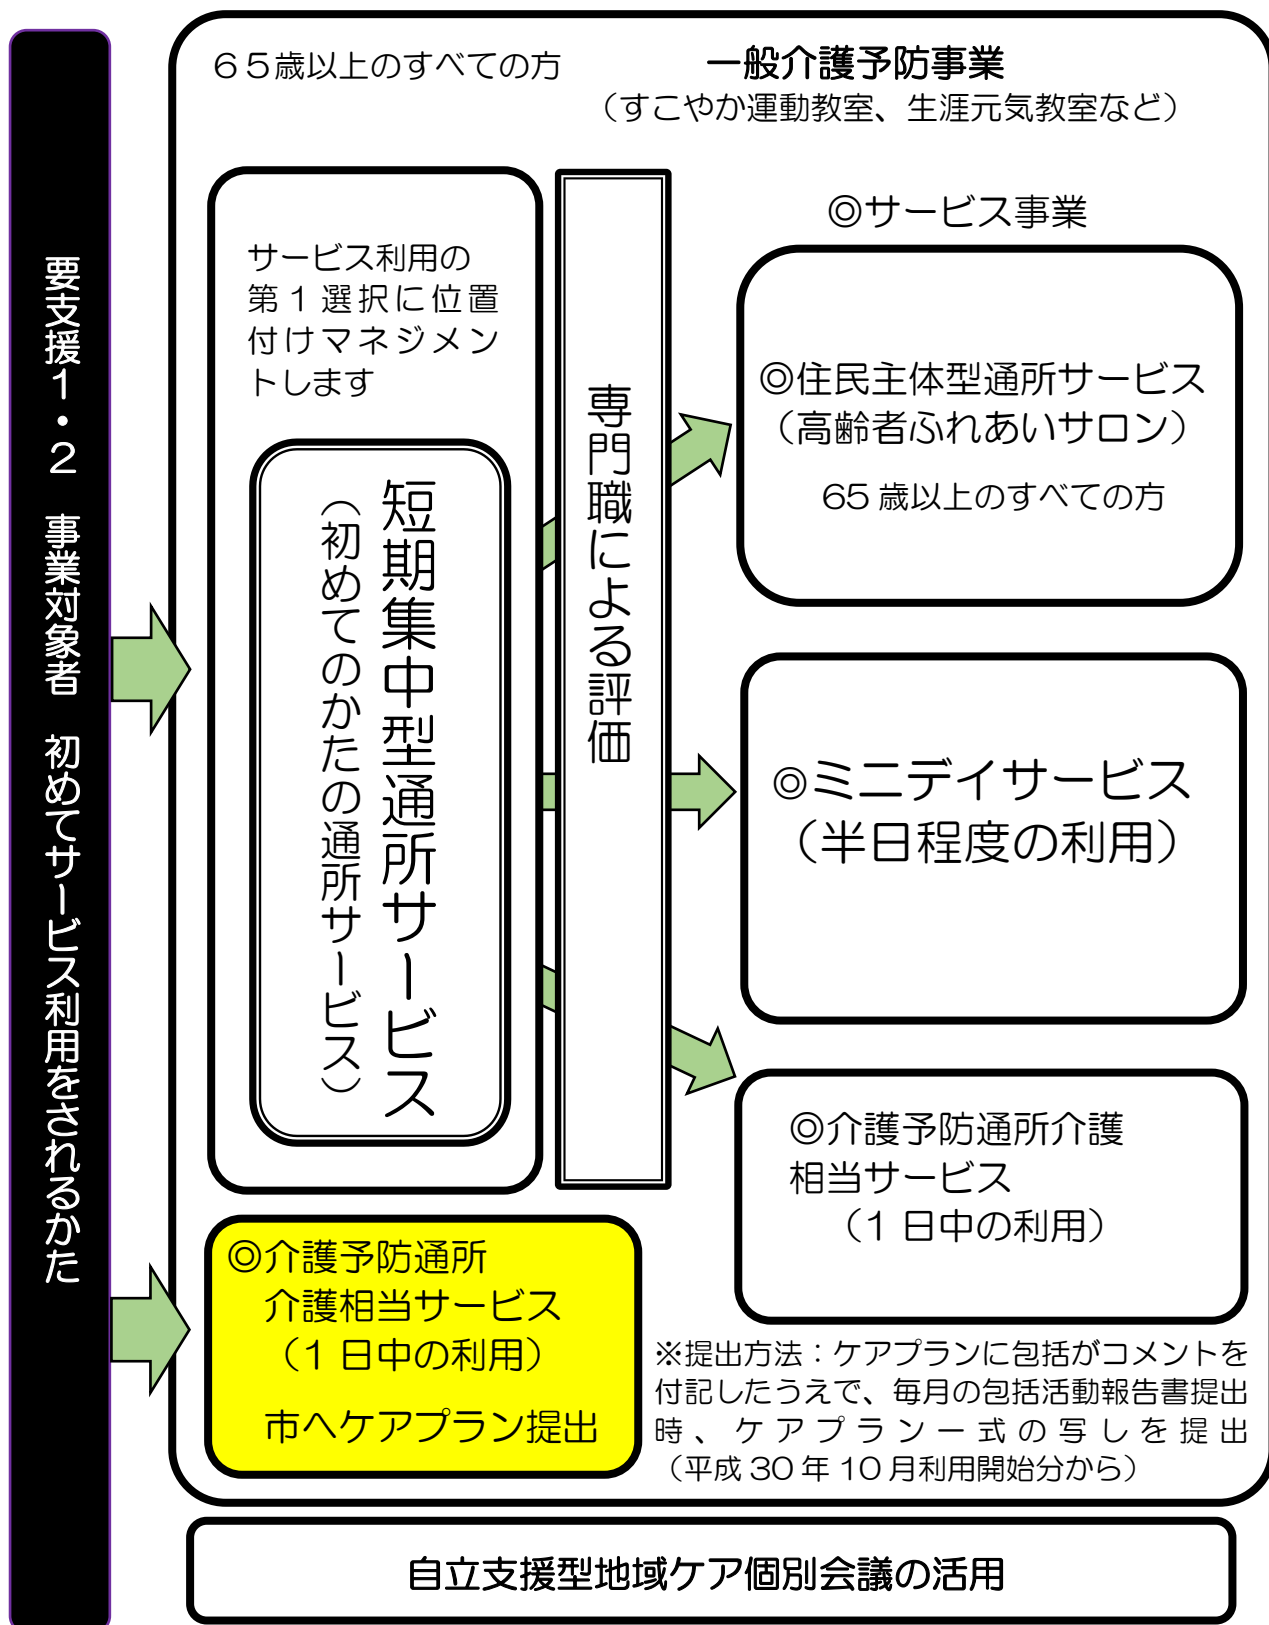 要支援1・2　事業対象者　初めてサービス利用をされるかた
65歳以上のすべての方
一般介護予防事業
（すこやか運動教室、生涯元気教室など）
サービス利用の
第1選択に位置
付けマネジメン
トします
短期集中型通所サービス
（初めてのかたの通所サービス）
専門職による評価
◎サービス事業
◎住民主体型通所サービス
（高齢者ふれあいサロン）
65歳以上のすべての方
◎ミニデイサービス
（半日程度の利用）
◎介護予防通所介護
相当サービス
（1日中の利用）
◎介護予防通所
介護相当サービス
（1日中の利用）
市へケアプラン提出
※提出方法：ケアプランに包括がコメントを
付記したうえで、毎月の包括活動報告書提出
時、ケアプラン一式の写しを提出
（平成30年10月利用開始分から）
自立支援型地域ケア個別会議の活用